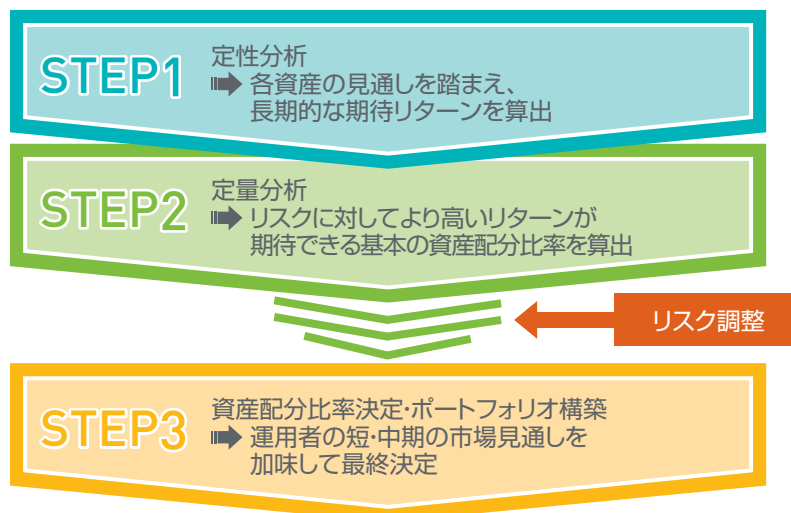 STEP1
定性分析
➡ 各資産の見通しを踏まえ、
長期的な期待リターンを算出
STEP2
定量分析
➡ リスクに対してより高いリターンが
期待できる基本の資産配分比率を算出
リスク調整
STEP3
資産配分比率決定・ポートフォリオ構築
➡ 運用者の短・中期の市場見通しを
加味して最終決定